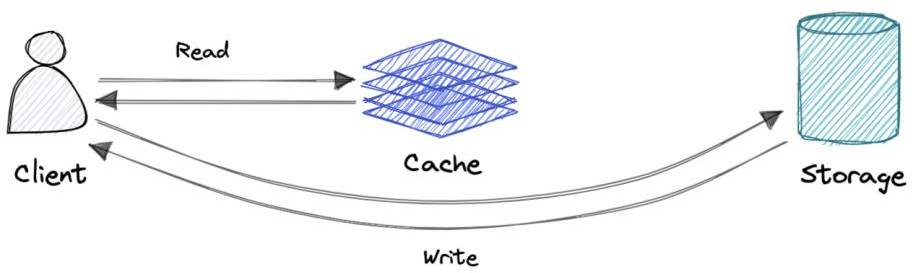 Read
Client
Cache
Storage
Write